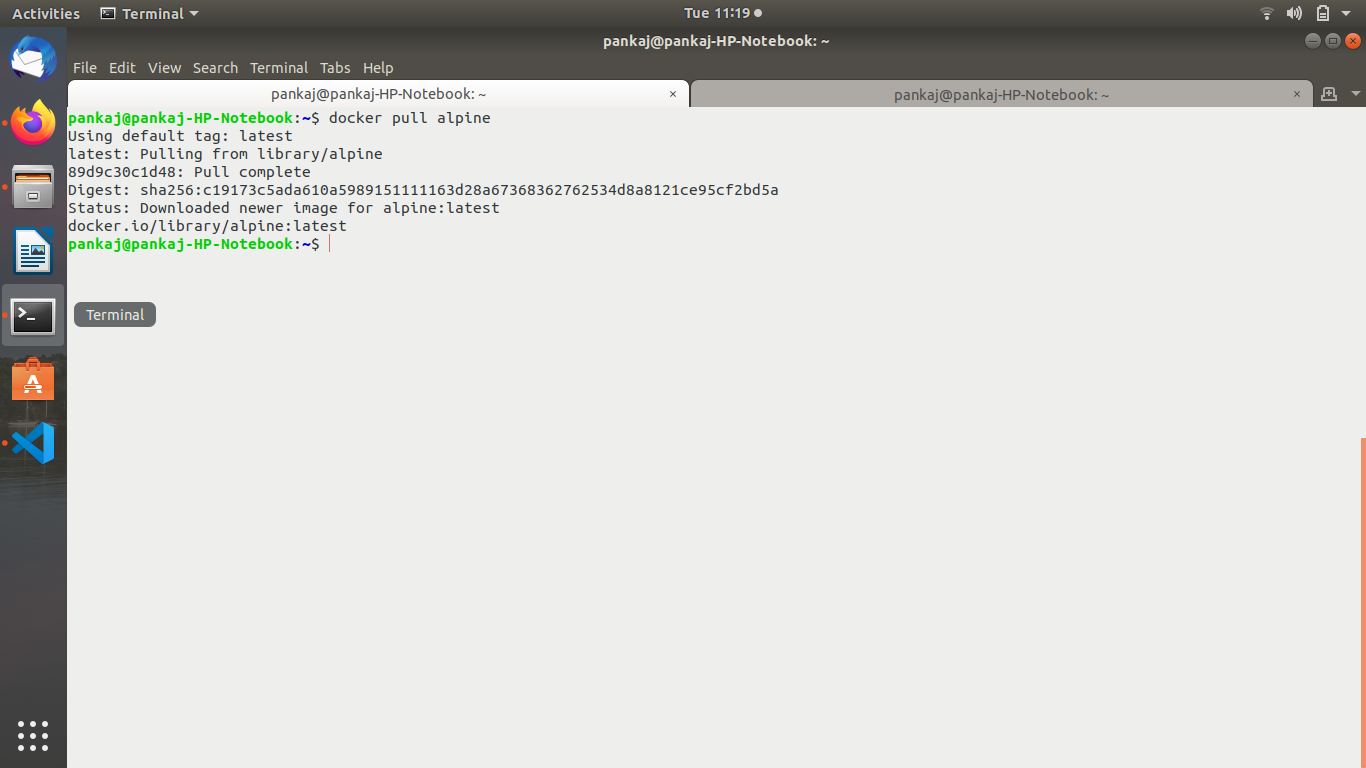 Activities Terminal Tue 11:19
pankaj@pankaj-HP-Notebook: ~
File Edit View Search Terminal Tabs Help
pankaj@pankaj-HP-Notebook: ~ × pankaj@pankaj-HP-Notebook: ~ ×
pankaj@pankaj-HP-Notebook:~$ docker pull alpine
Using default tag: latest
latest: Pulling from library/alpine
89d9c30c1d48: Pull complete
Digest: sha256:c19173c5ada610a5989151111163d28a67368362762534d8a8121ce95cf2bd5a
Status: Downloaded newer image for alpine:latest
docker.io/library/alpine:latest
pankaj@pankaj-HP-Notebook:~$
Terminal